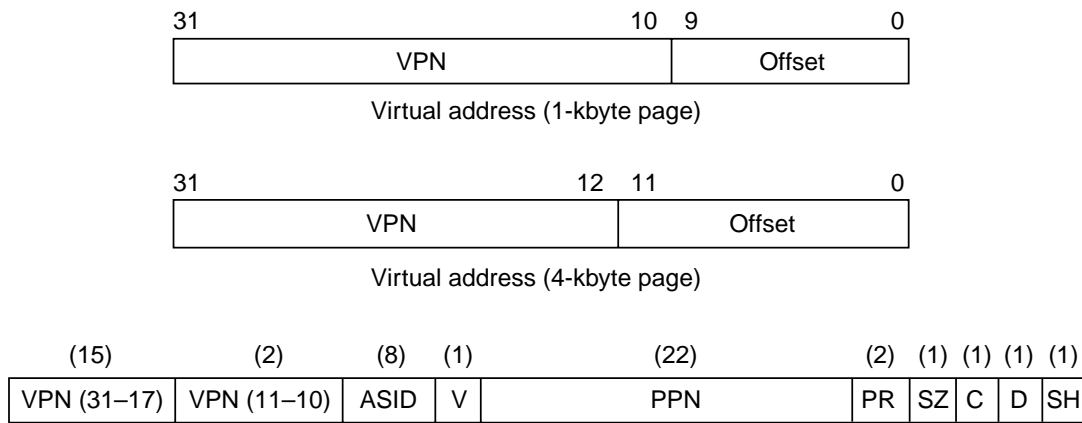 31 10 9 0
VPN Offset
Virtual address (1-kbyte page)
31 12 11 0
VPN Offset
Virtual address (4-kbyte page)
(15) (2) (8) (1) (22) (2) (1) (1) (1) (1)
VPN (31–17) VPN (11–10) ASID V PPN PR SZ C D SH